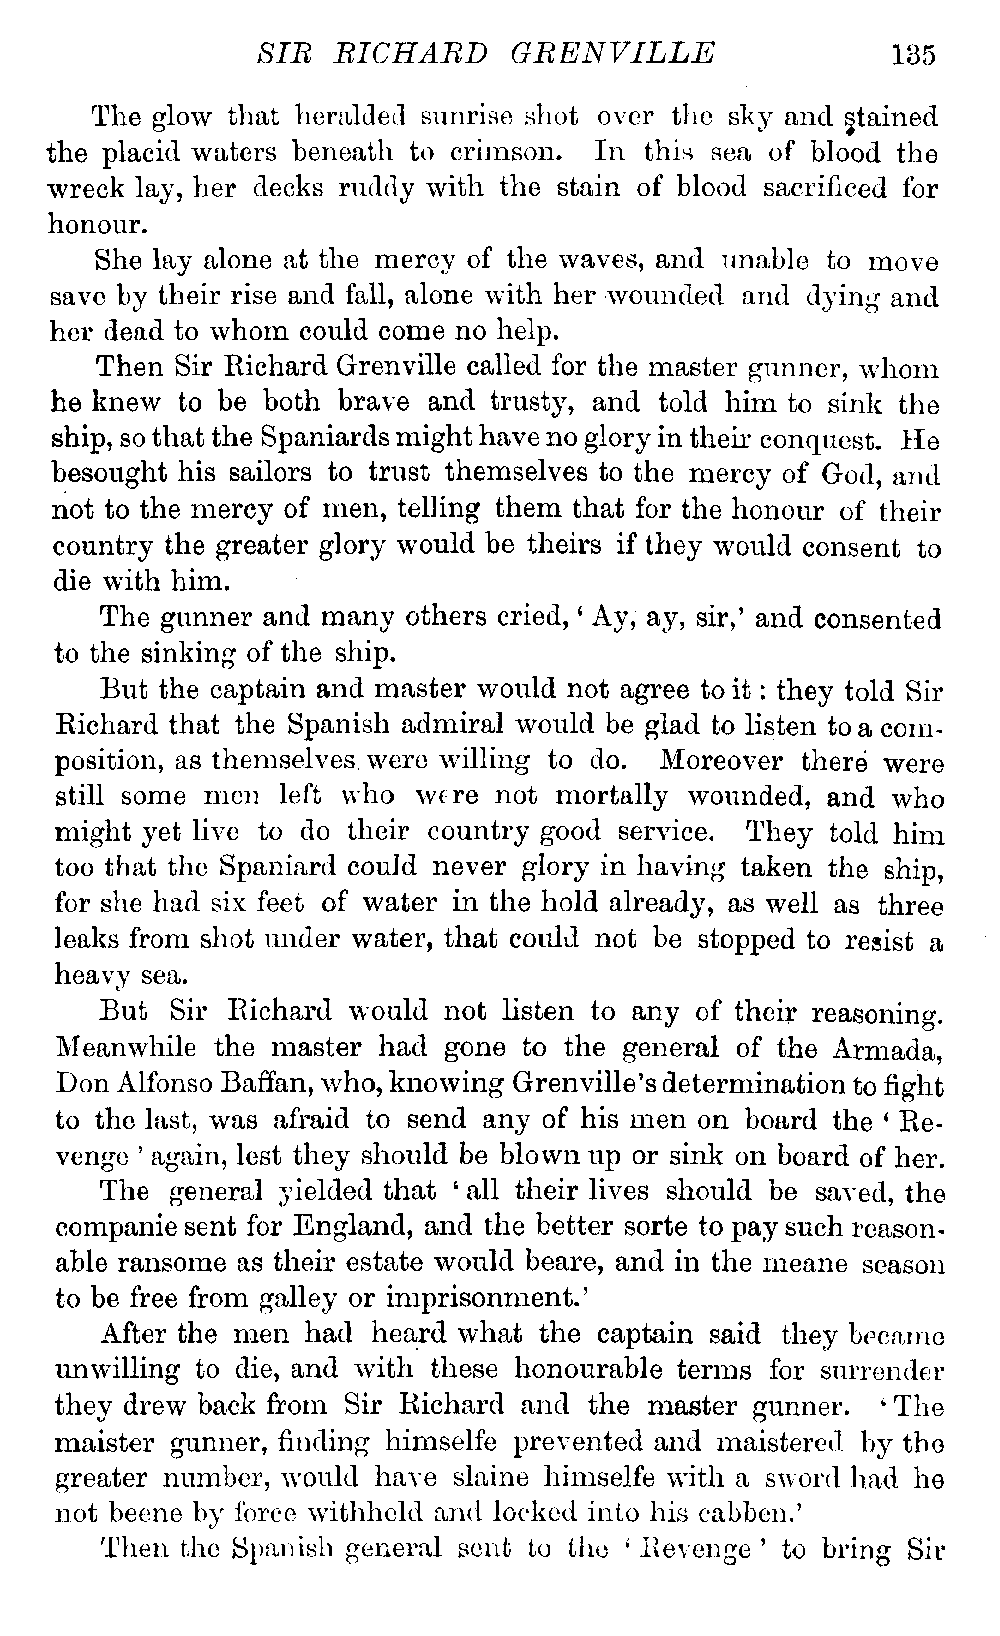 SIR RICHARD GRENVILLE 135
The glow that heralded sunrise shot over the sky and stained
the placid waters beneath to crimson. In this sea of blood the
wreck lay, her decks ruddy with the stain of blood sacrificed for
honour.
She lay alone at the mercy of the waves, and unable to move
save by their rise and fall, alone with her wounded and dying and
her dead to whom could come no help.
Then Sir Richard Grenville called for the master gunner, whom
he knew to be both brave and trusty, and told him to sink the
ship, so that the Spaniards might have no glory in their conquest. He
besought his sailors to trust themselves to the mercy of God, and
not to the mercy of men, telling them that for the honour of their
country the greater glory would be theirs if they would consent to
die with him.
The gunner and many others cried, ‘ Ay, ay, sir,’ and consented
to the sinking of the ship.
But the captain and master would not agree to it : they told Sir
Richard that the Spanish admiral would be glad to listen to a com-
position, as themselves were willing to do. Moreover there were
still some men left who were not mortally wounded, and who
might yet live to do their country good service. They told him
too that the Spaniard could never glory in having taken the ship,
for she had six feet of water in the hold already, as well as three
leaks from shot under water, that could not be stopped to resist a
heavy sea.
But Sir Richard would not listen to any of their reasoning.
Meanwhile the master had gone to the general of the Armada,
Don Alfonso Baffan, who, knowing Grenville's determination to fight
to the last, was afraid to send any of his men on board the ‘ Re-
venge ’ again, lest they should be blown up or sink on board of her.
The general yielded that ‘ all their lives should be saved, the
companie sent for England, and the better sorte to pay such reason-
able ransome as their estate would beare, and in the meane season
to be free from galley or imprisonment.’
After the men had heard what the captain said they became
unwilling to die, and with these honourable terms for surrender
they drew back from Sir Richard and the master gunner. ‘ The
maister gunner, finding himselfe prevented and maistered by the
greater number, would have slaine himselfe with a sword had he
not beene by force withheld and locked into his cabben.’
Then the Spanish general sent to the ‘ Revenge ’ to bring Sir